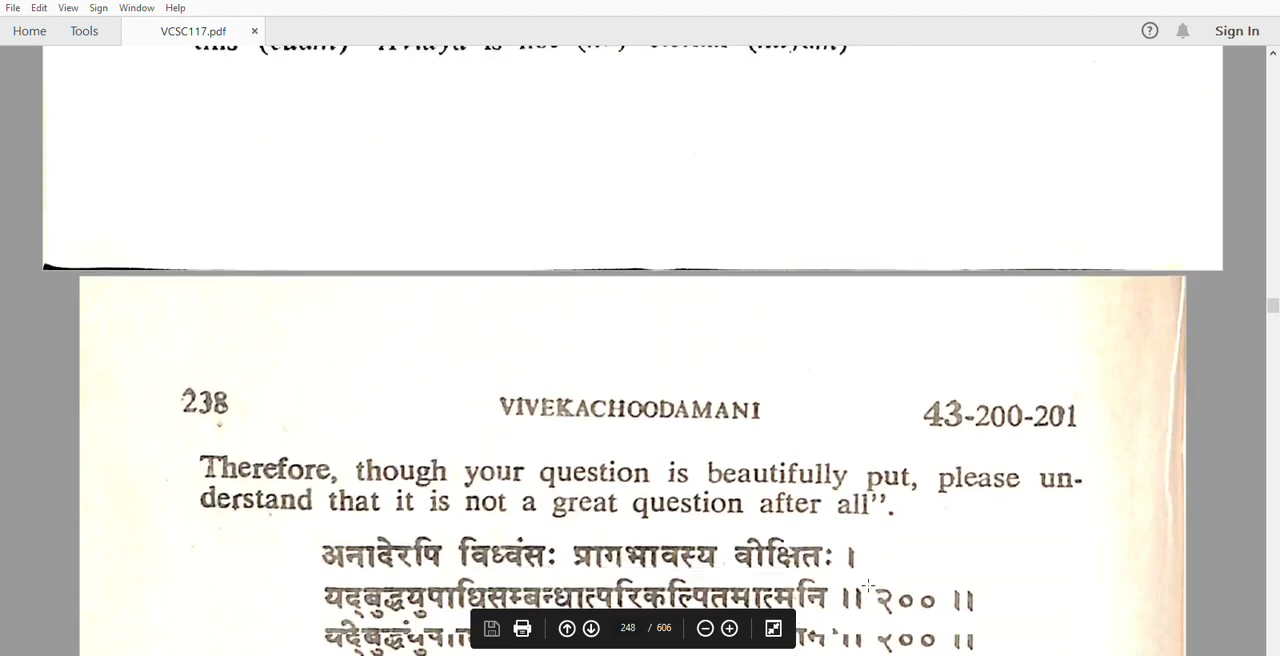 File Edit View Sign Window Help
Home Tools VCSC117.pdf × Sign In
238 VIVEKACHOODAMANI 43-200-201
Therefore, though your question is beautifully put, please un-
derstand that it is not a great question after all”.
अनादेरपि विध्वंसः प्रागभावस्य वीक्षितः ।
यद्बुद्ध्युपाधिसम्बन्धात्परिकल्पितमात्मनि ॥ २०० ॥
248 / 606
॥ २०० ॥